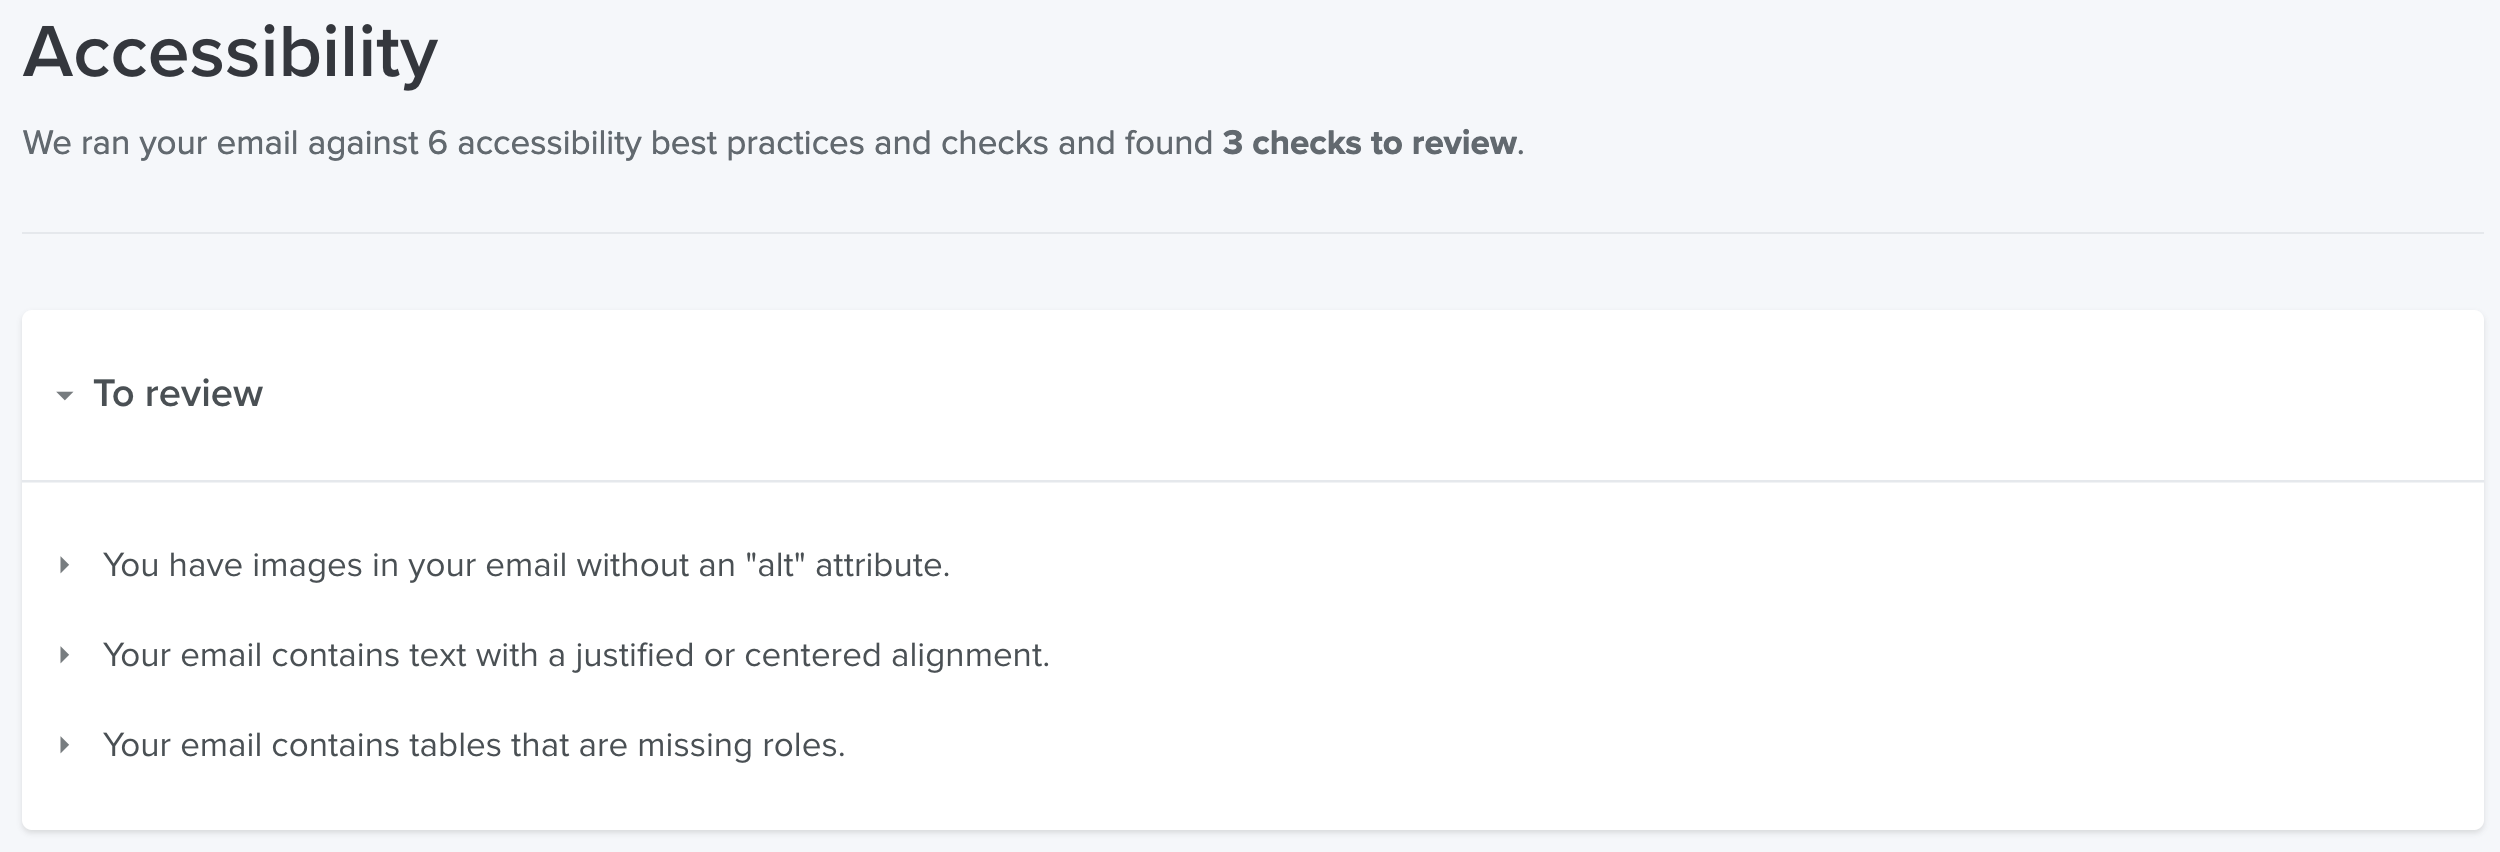 Accessibility
We ran your email against 6 accessibility best practices and checks and found 3 checks to review.
To review
You have images in your email without an "alt" attribute.
Your email contains text with a justified or centered alignment.
Your email contains tables that are missing roles.